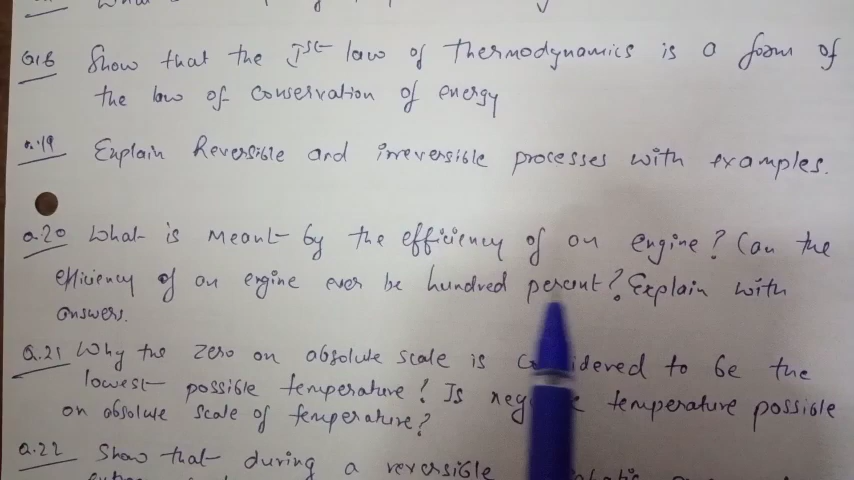 Q.18 Show that the Ist law of thermodynamics is a form of
the law of conservation of energy
Q.19 Explain Reversible and irreversible processes with examples.
Q.20 What is meant by the efficiency of an engine? Can the
efficiency of an engine ever be hundred percent? Explain with
answers.
Q.21 Why the zero on absolute scale is considered to be the
lowest possible temperature? Is temperature possible
on absolute scale of temperature?
Q.22 Show that during a reversible